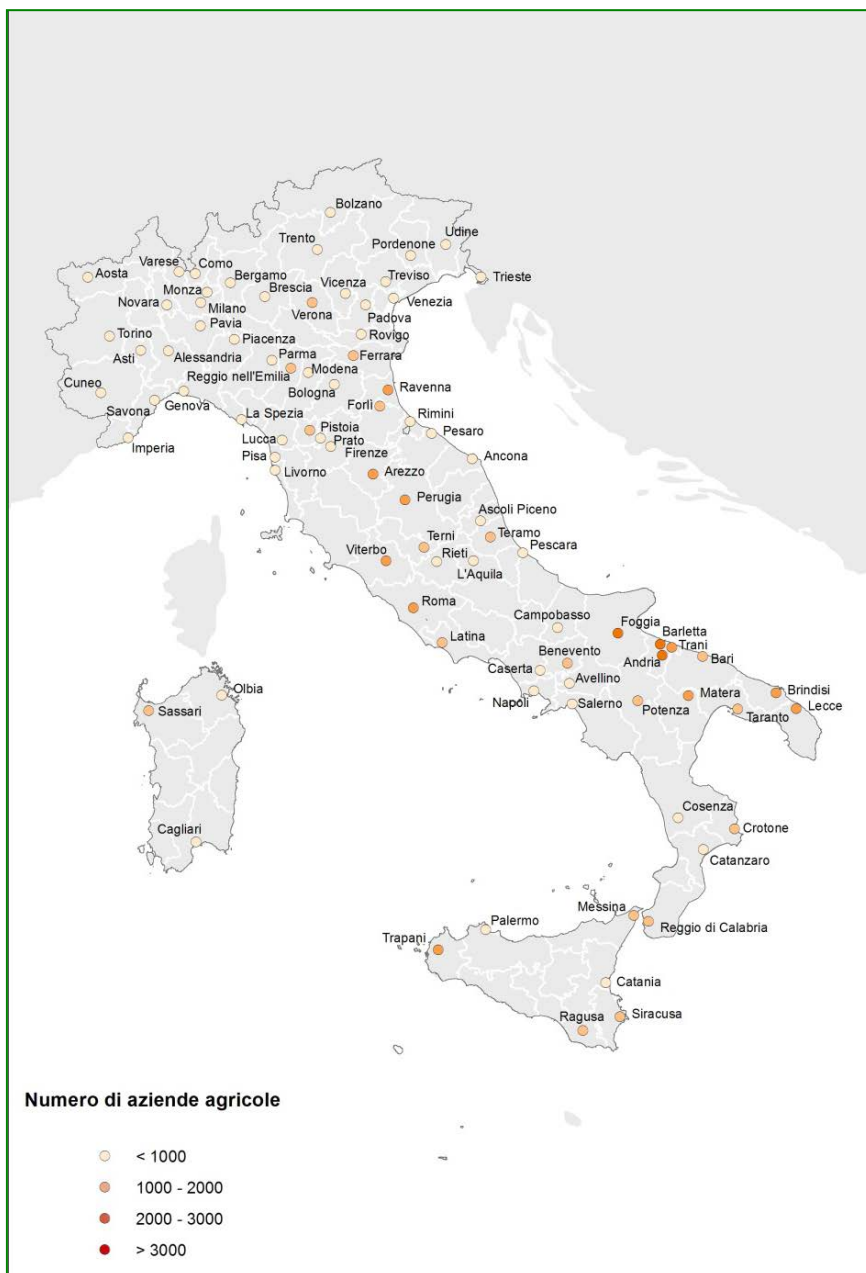 Bolzano
Udine
Trento
Pordenone
Varese
Como
Aosta
Bergamo
Vicenza
Treviso
Trieste
Monza
Brescia
Venezia
Novara
Milano
Verona
Padova
Pavia
Torino
Piacenza
Rovigo
Asti
Alessandria
Parma
Ferrara
Modena
Cuneo
Reggio nell'Emilia
Bologna
Ravenna
Savona
Genova
Forlì
La Spezia
Rimini
Imperia
Lucca
Pistoia
Prato
Pesaro
Pisa
Firenze
Ancona
Livorno
Arezzo
Perugia
Ascoli Piceno
Terni
Teramo
Viterbo
Rieti
Pescara
L'Aquila
Roma
Campobasso
Foggia
Barletta
Latina
Benevento
Trani
Andria
Bari
Caserta
Avellino
Olbia
Napoli
Salerno
Matera
Brindisi
Sassari
Potenza
Taranto
Lecce
Cosenza
Cagliari
Crotone
Catanzaro
Messina
Palermo
Reggio di Calabria
Trapani
Catania
Ragusa
Siracusa
Numero di aziende agricole
< 1000
1000 - 2000
2000 - 3000
> 3000